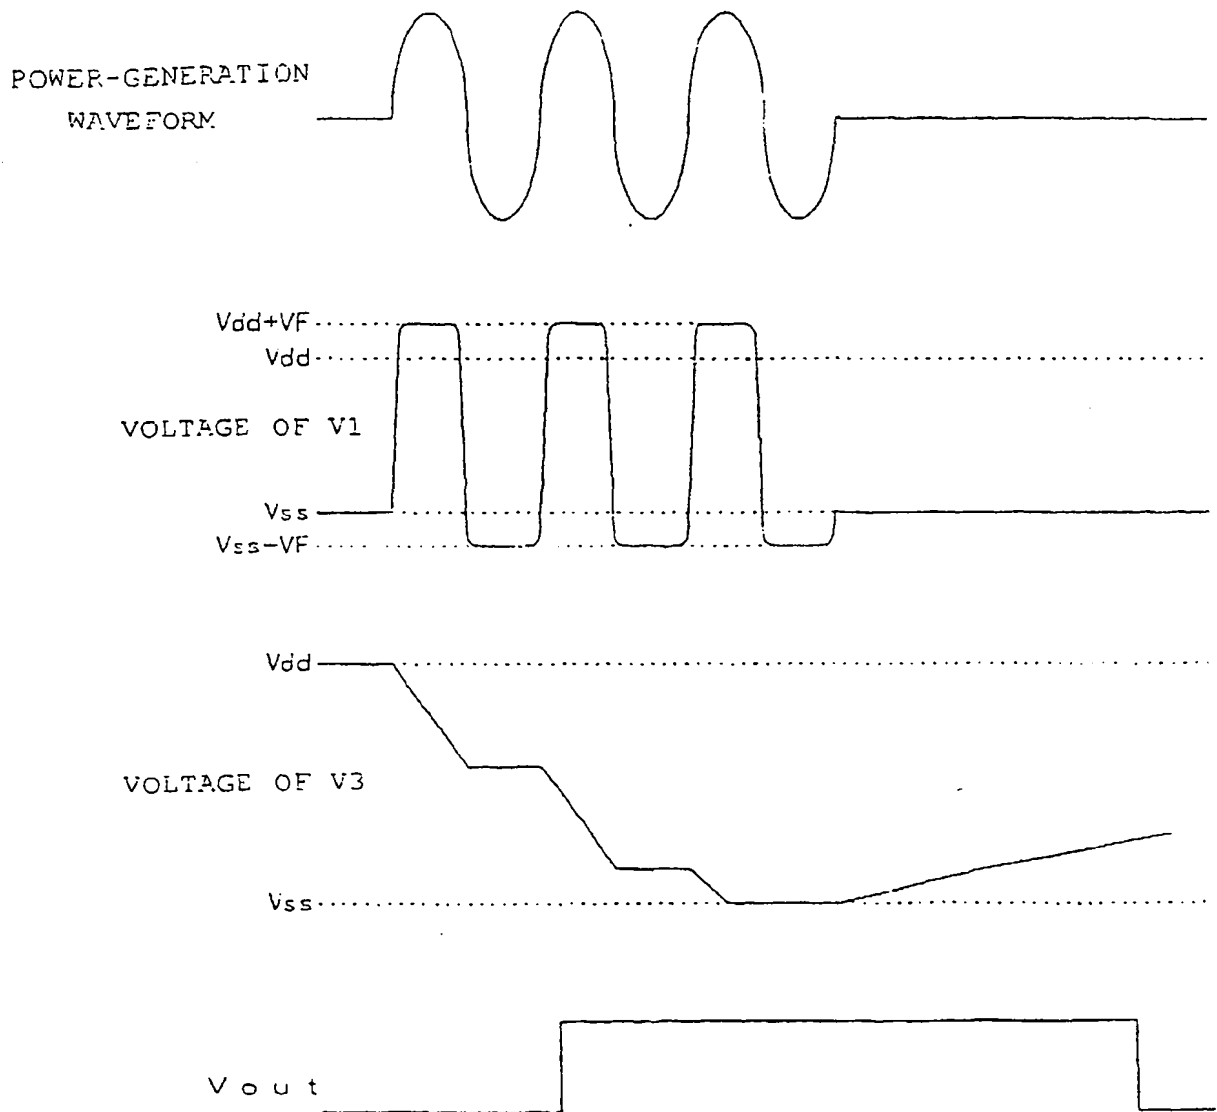 POWER-GENERATION
WAVEFORM
Vdd+VF
Vdd
VOLTAGE OF V1
Vss
Vss-VF
Vdd
VOLTAGE OF V3
Vss
Vout